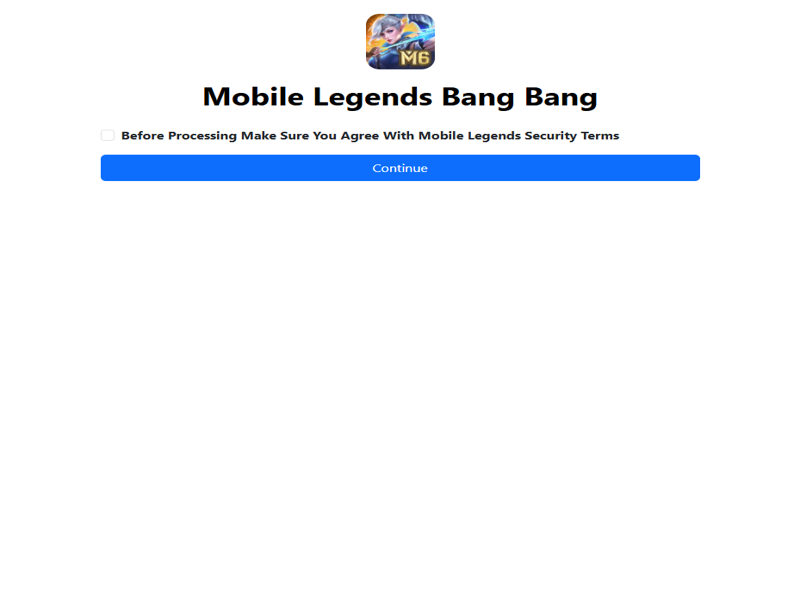 M6
Mobile Legends Bang Bang
Before Processing Make Sure You Agree With Mobile Legends Security Terms
Continue